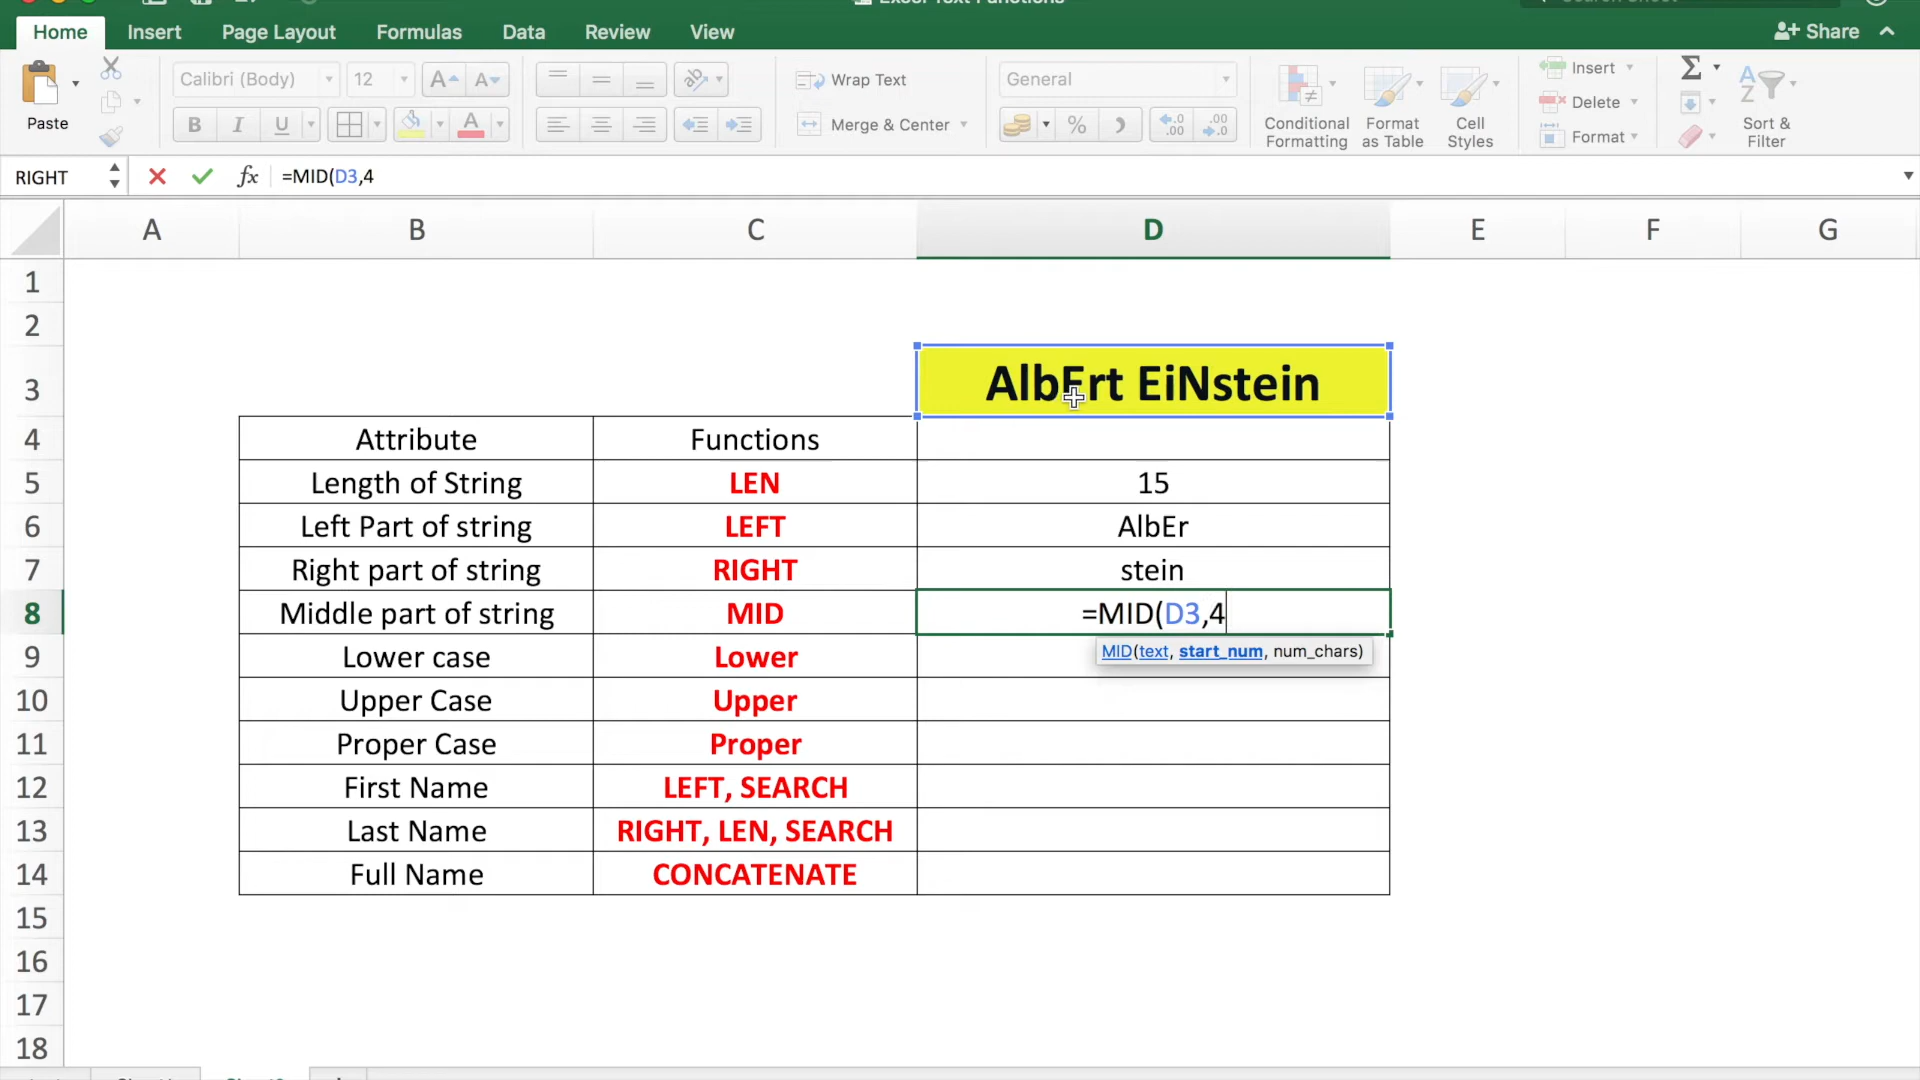 Excel Text Functions
Home Insert Page Layout Formulas Data Review View Share
Calibri (Body) 12 Wrap Text General Insert
Paste B I U Merge & Center % Conditional Formatting Format as Table Cell Styles Delete Format Sort & Filter
RIGHT fx =MID(D3,4
A B C D E F G
1
2
3 AlbErt EiNstein
4 Attribute Functions
5 Length of String LEN 15
6 Left Part of string LEFT AlbEr
7 Right part of string RIGHT stein
8 Middle part of string MID =MID(D3,4
MID(text, start_num, num_chars)
9 Lower case Lower
10 Upper Case Upper
11 Proper Case Proper
12 First Name LEFT, SEARCH
13 Last Name RIGHT, LEN, SEARCH
14 Full Name CONCATENATE
15
16
17
18